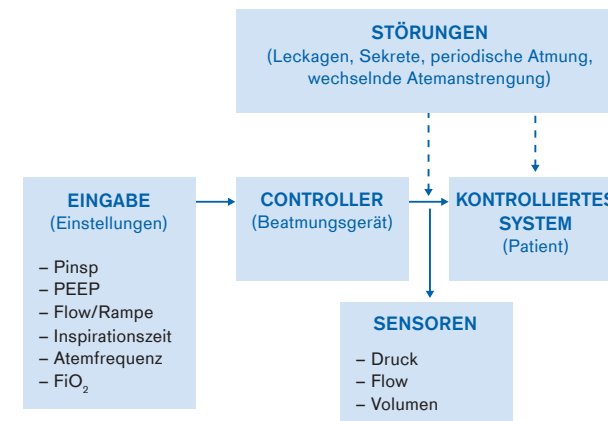 STÖRUNGEN
(Leckagen, Sekrete, periodische Atmung,
wechselnde Atemanstrengung)
EINGABE
(Einstellungen)
– Pinsp
– PEEP
– Flow/Rampe
– Inspirationszeit
– Atemfrequenz
– FiO₂
CONTROLLER
(Beatmungsgerät)
KONTROLLIERTES
SYSTEM
(Patient)
SENSOREN
– Druck
– Flow
– Volumen